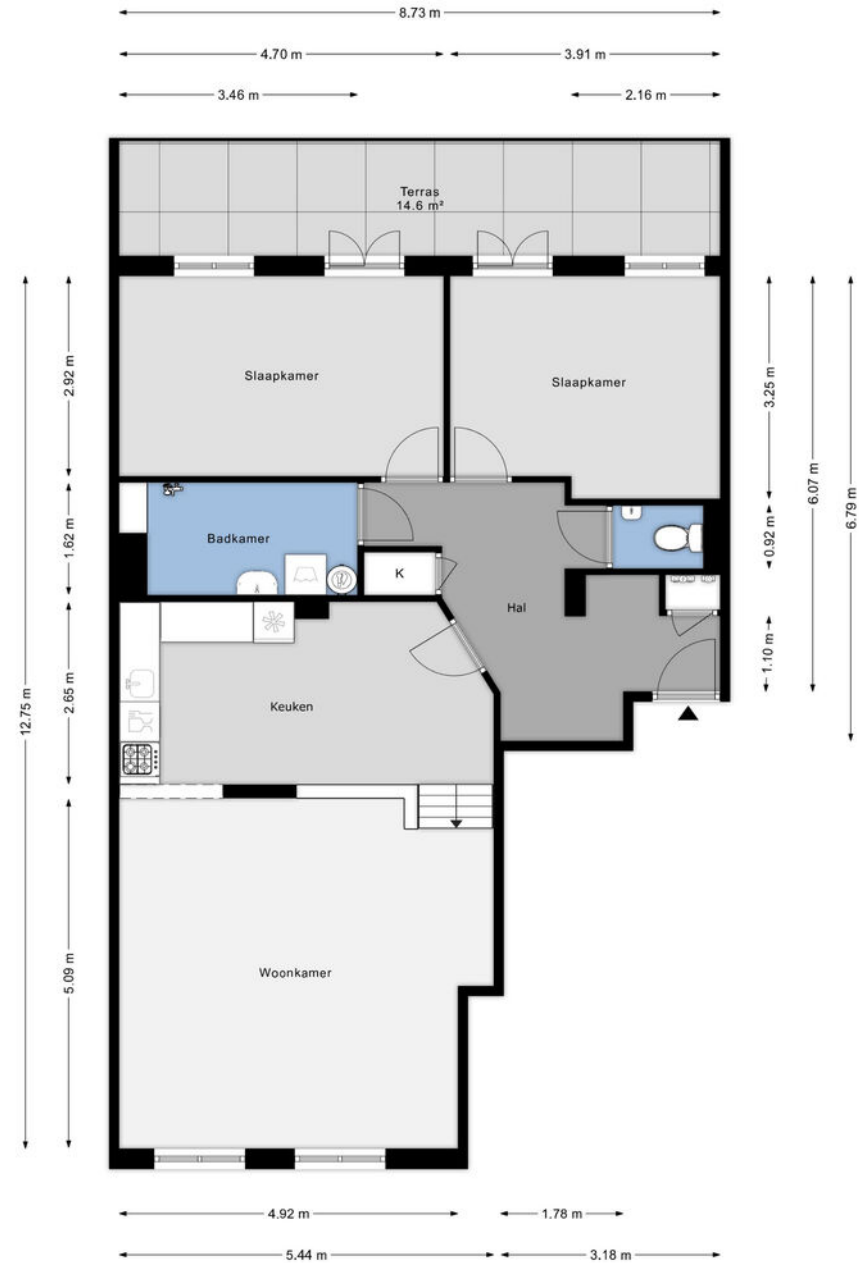 8.73 m
4.70 m
3.91 m
3.46 m
2.16 m
Terras
14.6 m²
Slaapkamer
Slaapkamer
2.92 m
3.25 m
6.07 m
6.79 m
Badkamer
1.62 m
K
0.92 m
Hal
1.10 m
Keuken
2.65 m
12.75 m
Woonkamer
5.09 m
4.92 m
1.78 m
5.44 m
3.18 m